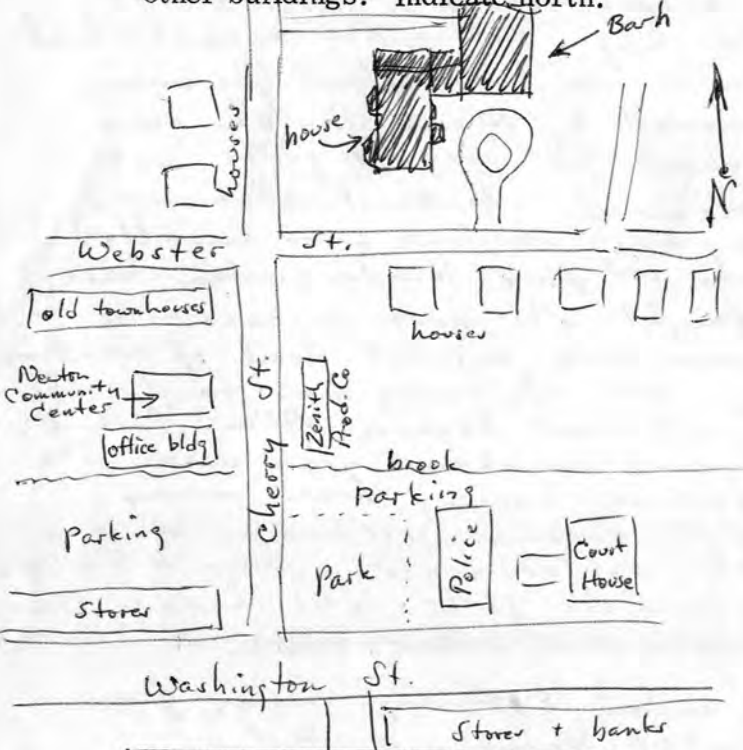 other buildings. Indicate north.
Barn
house
houses
N
Webster St.
old townhouses
houses
Newton
Community
Center
office bldg
Cherry St.
Zenith
Prod. Co
brook
Parking
Parking
Park
Police
Court
House
Stores
Washington St.
Stores + banks